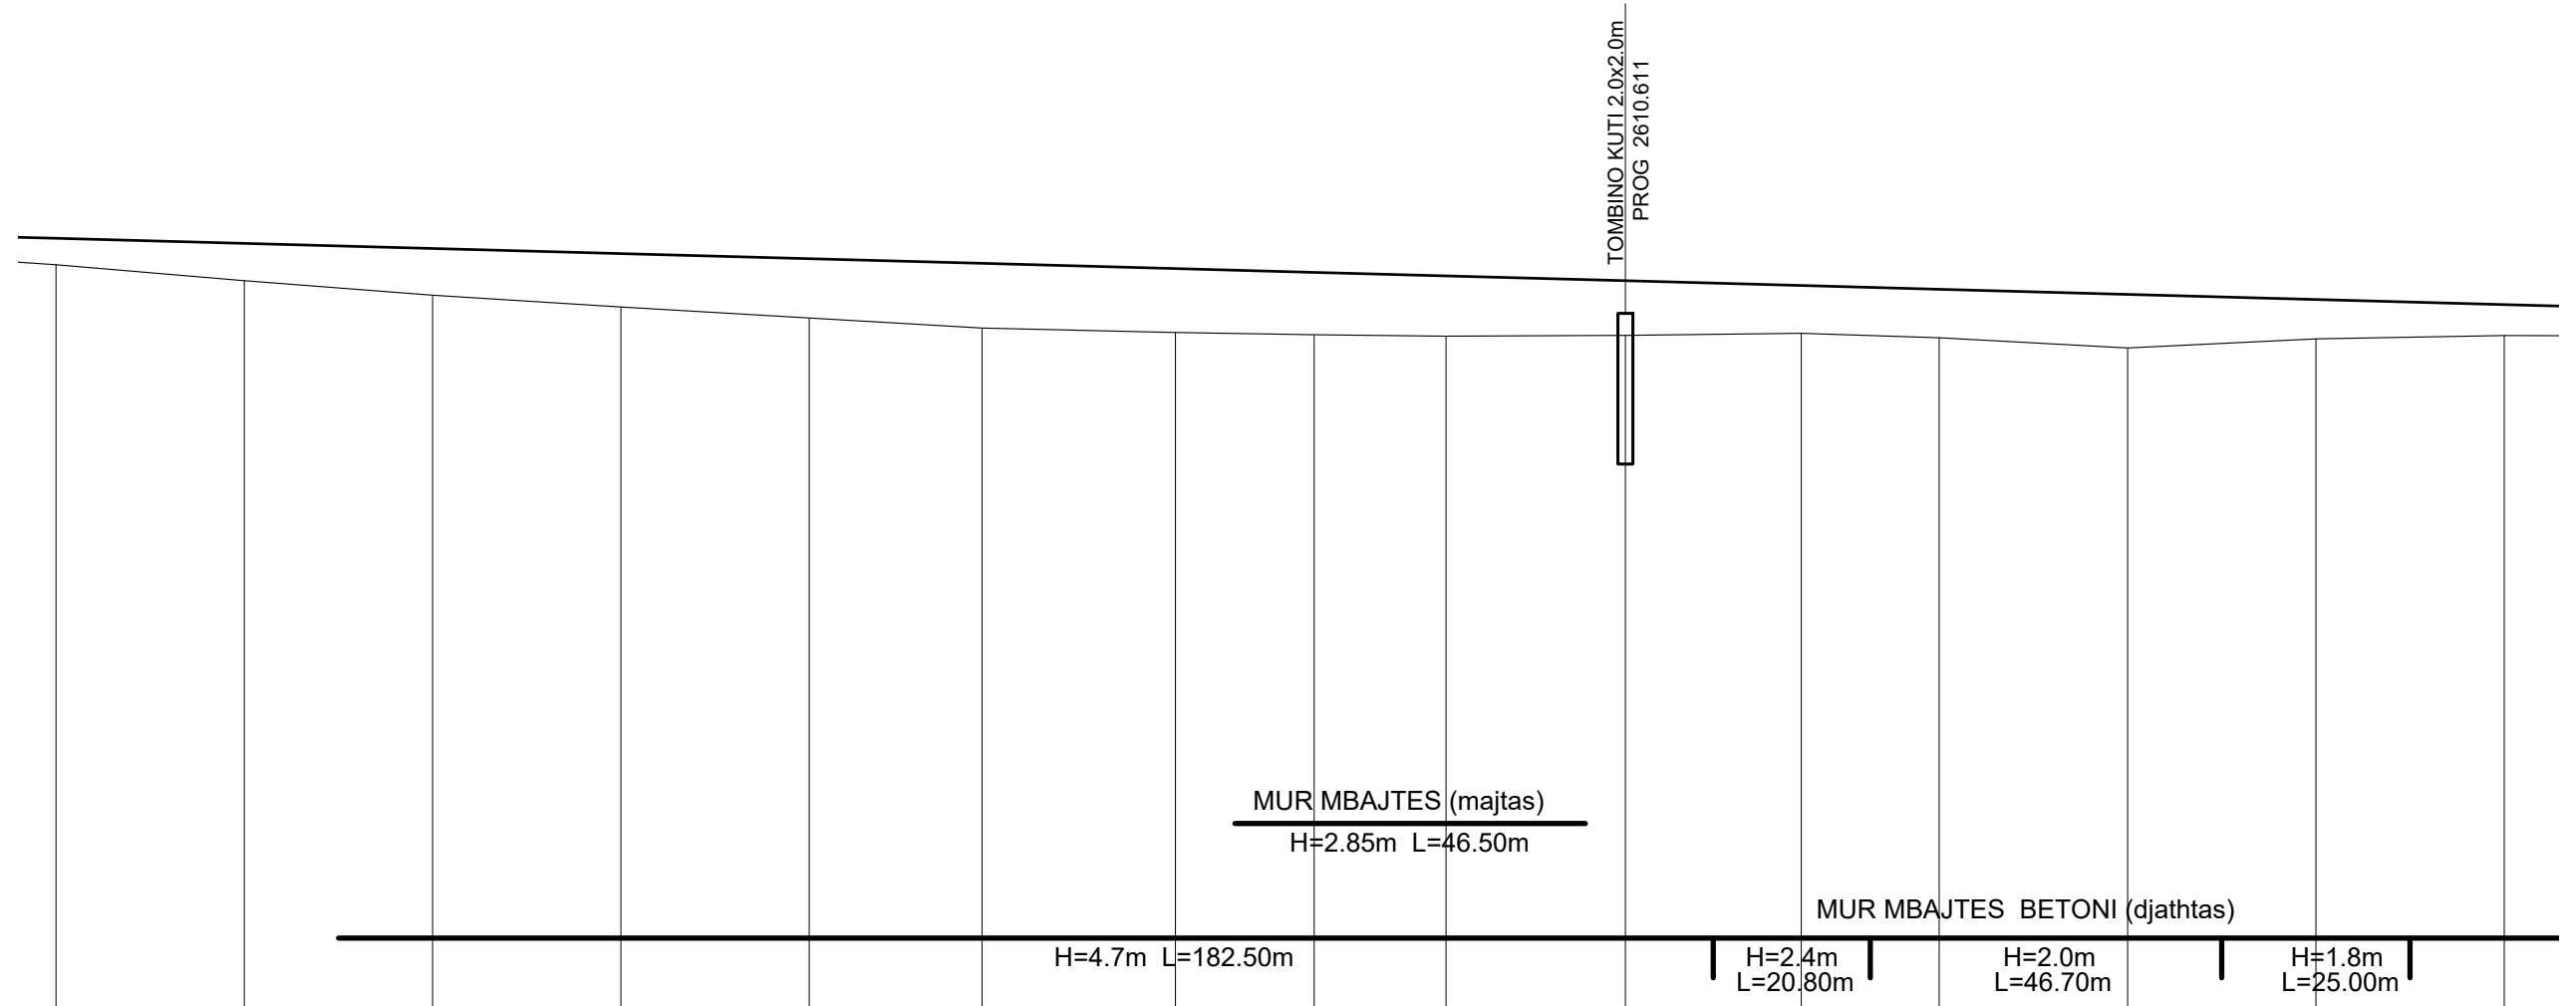 TOMBINO KUTI 2.0x2.0m
PROG 2610.611
MUR MBAJTES (majtas)
H=2.85m L=46.50m
MUR MBAJTES BETONI (djathtas)
H=4.7m L=182.50m
H=2.4m
L=20.80m
H=2.0m
L=46.70m
H=1.8m
L=25.00m